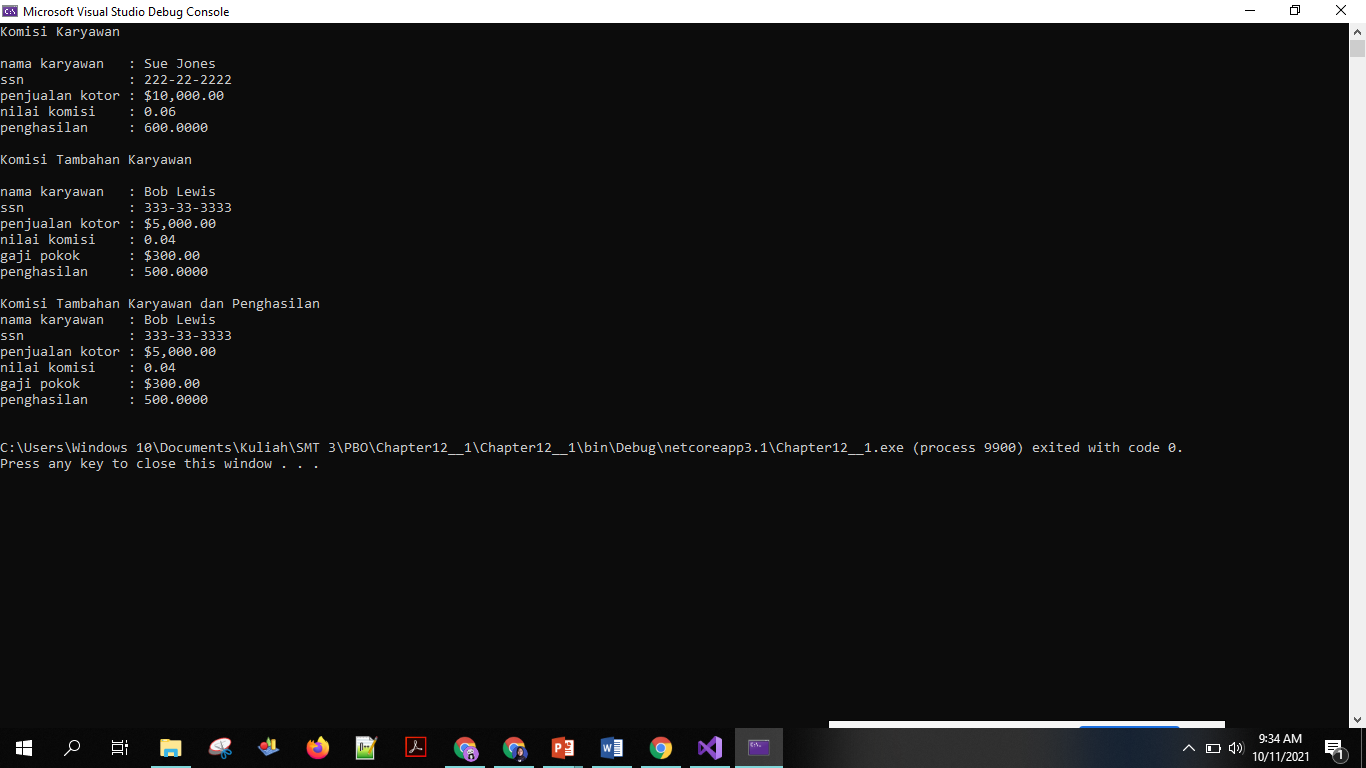 Microsoft Visual Studio Debug Console
Komisi Karyawan
nama karyawan   : Sue Jones
ssn             : 222-22-2222
penjualan kotor : $10,000.00
nilai komisi    : 0.06
penghasilan     : 600.0000
Komisi Tambahan Karyawan
nama karyawan   : Bob Lewis
ssn             : 333-33-3333
penjualan kotor : $5,000.00
nilai komisi    : 0.04
gaji pokok      : $300.00
penghasilan     : 500.0000
Komisi Tambahan Karyawan dan Penghasilan
nama karyawan   : Bob Lewis
ssn             : 333-33-3333
penjualan kotor : $5,000.00
nilai komisi    : 0.04
gaji pokok      : $300.00
penghasilan     : 500.0000
C:\Users\Windows 10\Documents\Kuliah\SMT 3\PBO\Chapter12__1\Chapter12__1\bin\Debug\netcoreapp3.1\Chapter12__1.exe (process 9900) exited with code 0.
Press any key to close this window . . .
9:34 AM
10/11/2021
1